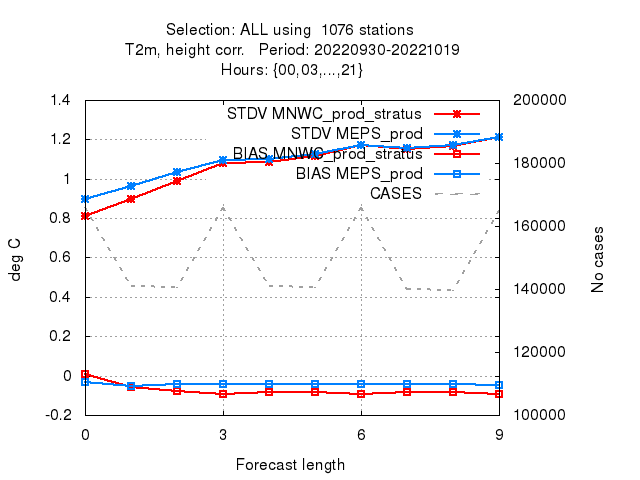 Selection: ALL using  1076 stations
T2m, height corr.   Period: 20220930-20221019
Hours: {00,03,...,21}
STDV MNWC_prod_stratus
STDV MEPS_prod
BIAS MNWC_prod_stratus
BIAS MEPS_prod
CASES
1.4
1.2
1
0.8
0.6
0.4
0.2
0
-0.2
deg C
200000
180000
160000
140000
120000
100000
No cases
0 3 6 9
Forecast length